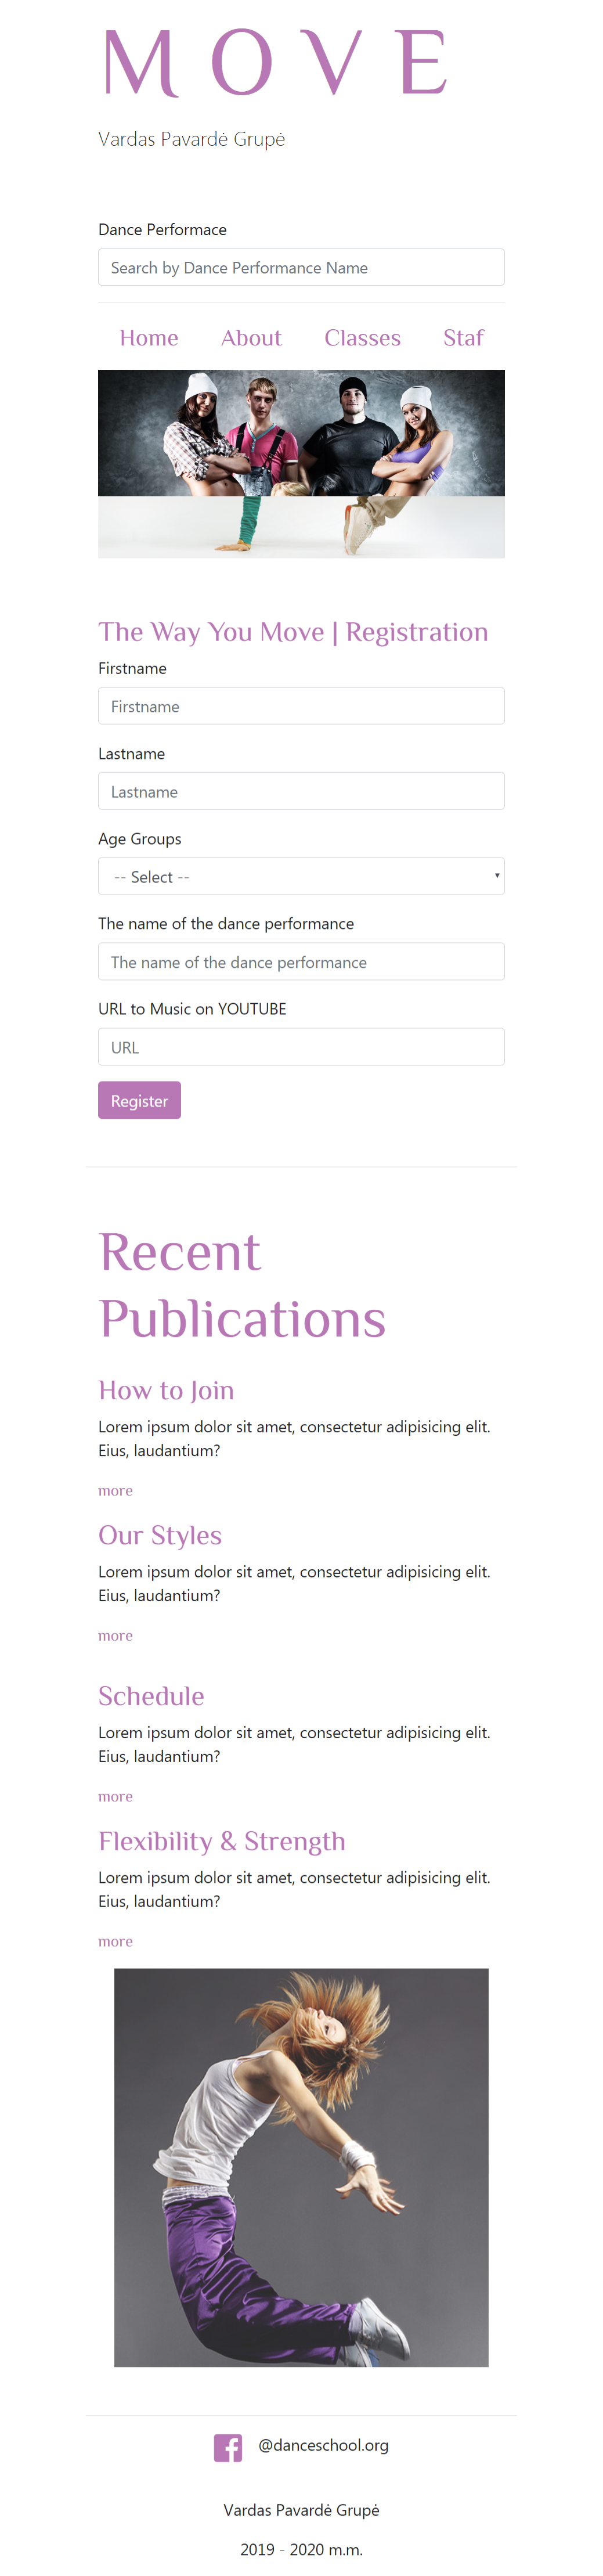 M O V E
Vardas Pavardė Grupė
Dance Performace
Search by Dance Performance Name
Home About Classes Staf
The Way You Move | Registration
Firstname
Firstname
Lastname
Lastname
Age Groups
-- Select --
The name of the dance performance
The name of the dance performance
URL to Music on YOUTUBE
URL
Register
Recent
Publications
How to Join
Lorem ipsum dolor sit amet, consectetur adipisicing elit.
Eius, laudantium?
more
Our Styles
Lorem ipsum dolor sit amet, consectetur adipisicing elit.
Eius, laudantium?
more
Schedule
Lorem ipsum dolor sit amet, consectetur adipisicing elit.
Eius, laudantium?
more
Flexibility & Strength
Lorem ipsum dolor sit amet, consectetur adipisicing elit.
Eius, laudantium?
more
@danceschool.org
Vardas Pavardė Grupė
2019 - 2020 m.m.